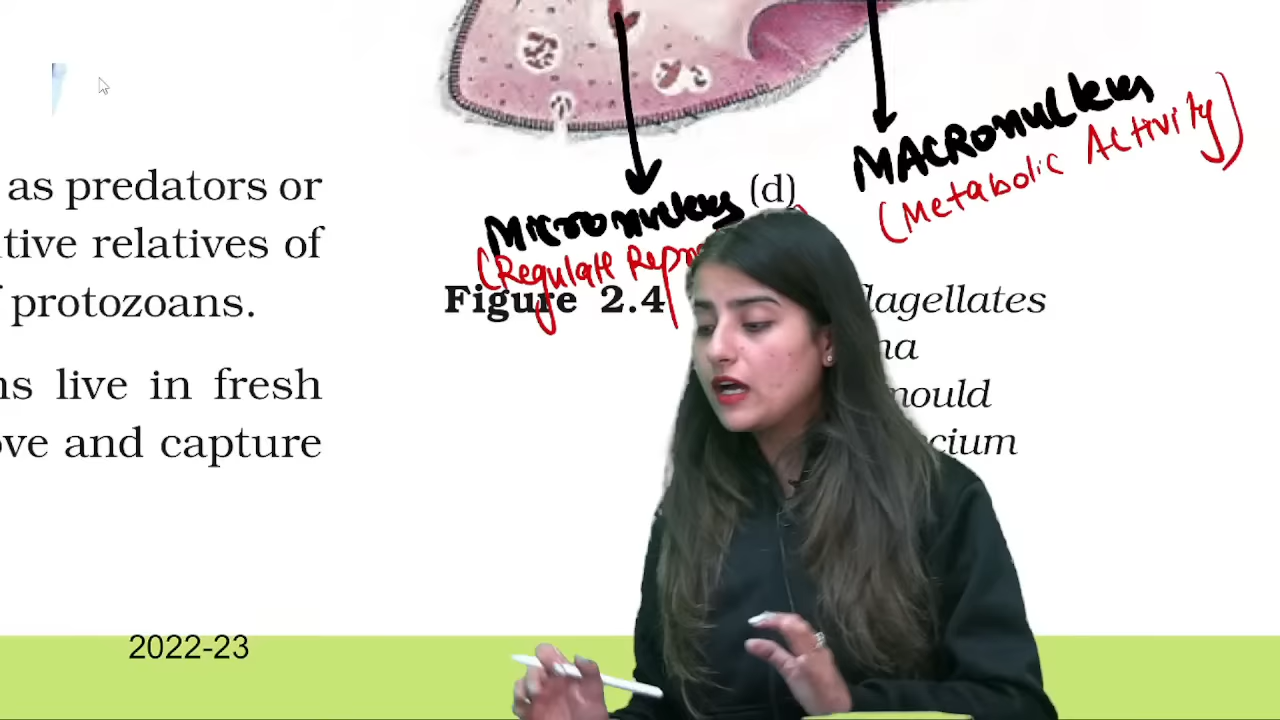 MACRONUCLEUS
(Metabolic Activity)
as predators or
(d)
MICRONUCLEUS
tive relatives of
(Regulate Repr
protozoans.
Figure 2.4
lagellates
na
ns live in fresh
mould
ove and capture
cium
2022-23